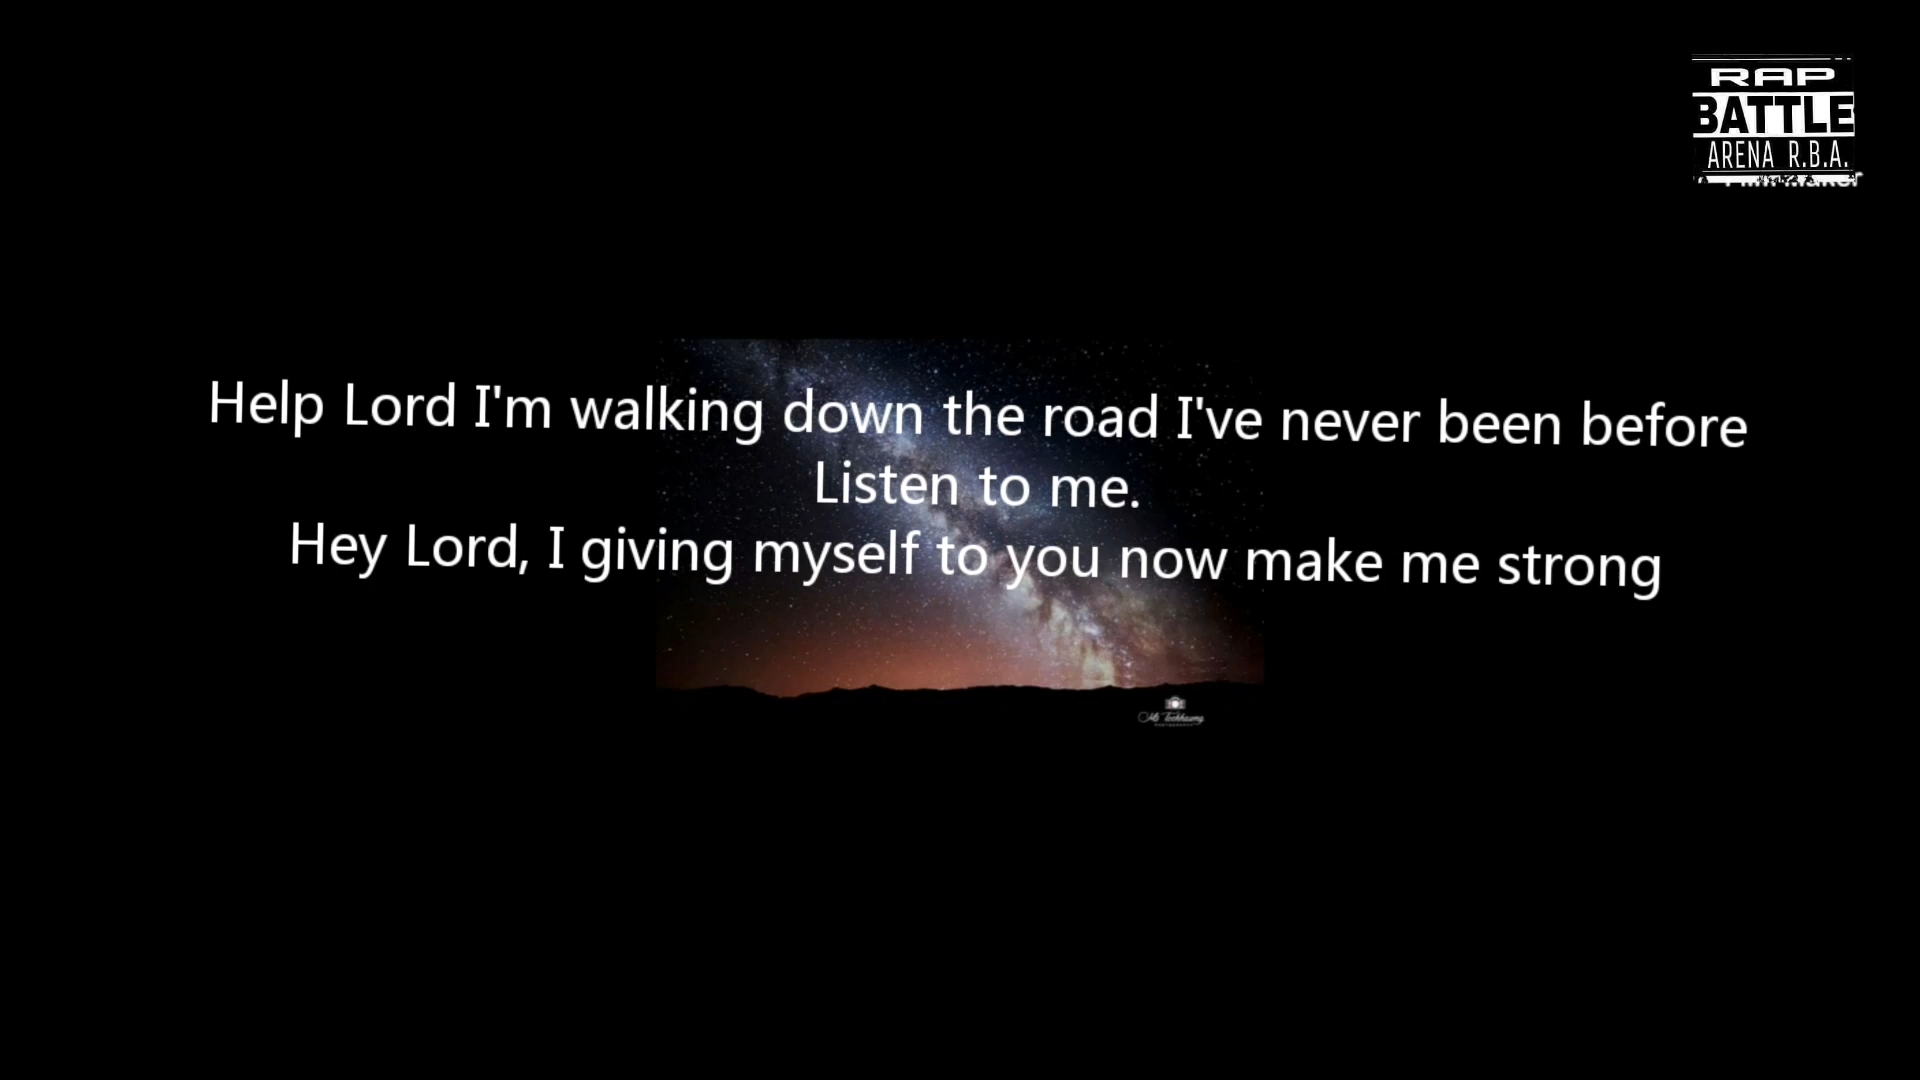 RAP
BATTLE
ARENA R.B.A.
Help Lord I'm walking down the road I've never been before
Listen to me.
Hey Lord, I giving myself to you now make me strong